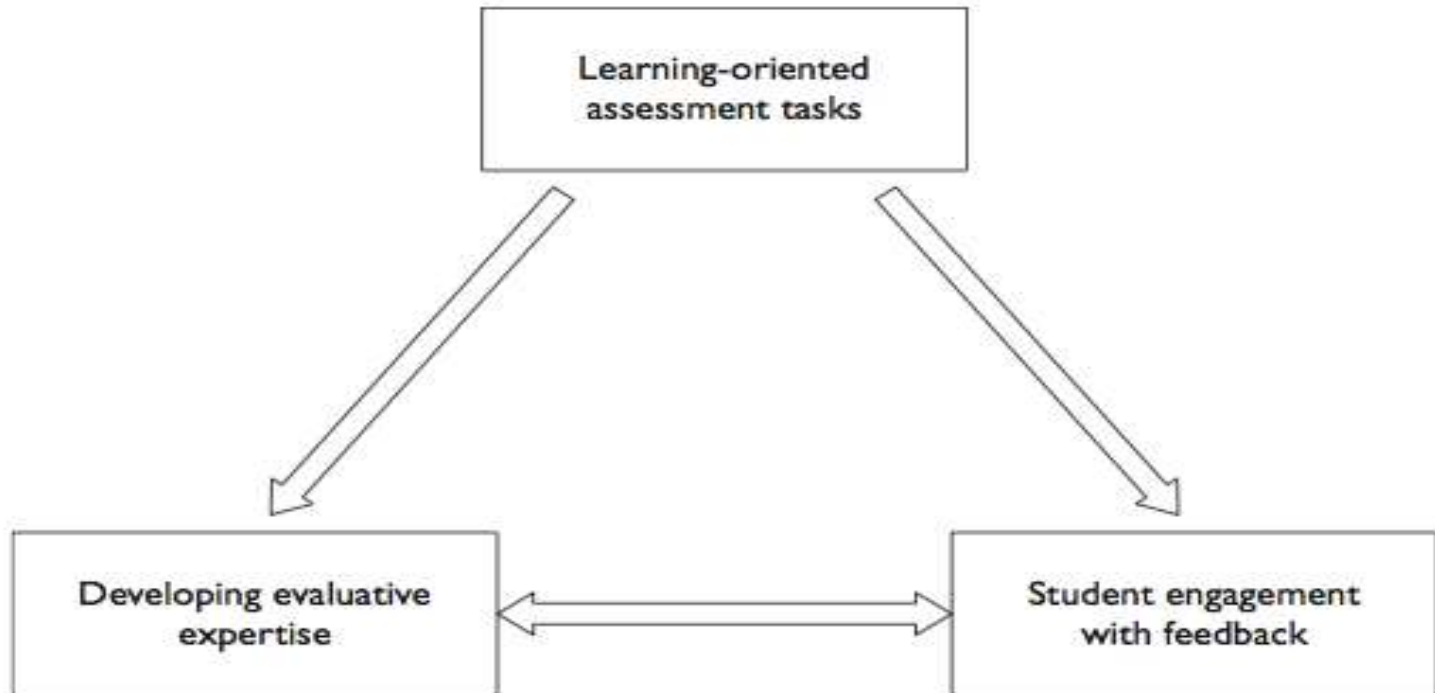 Learning-oriented
assessment tasks
Developing evaluative
expertise
Student engagement
with feedback